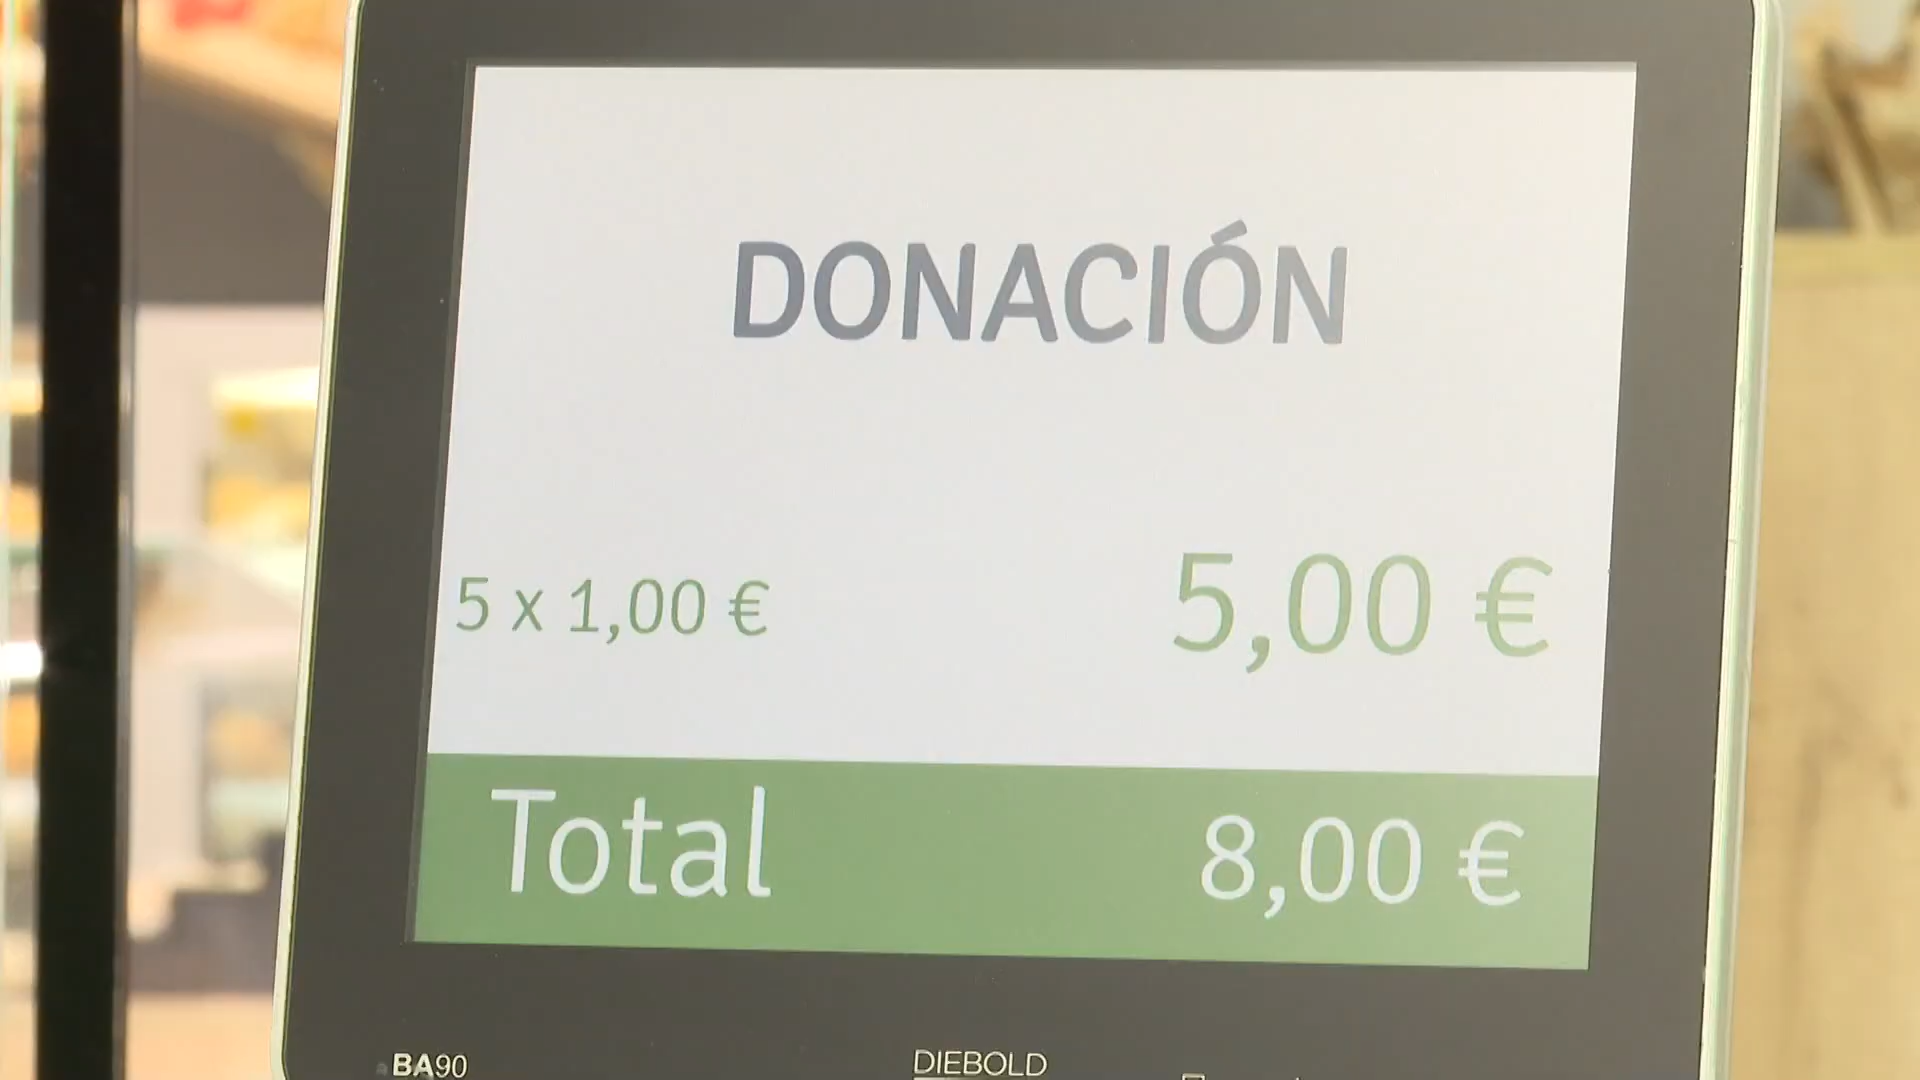 DONACIÓN
5 x 1,00 € 5,00 €
Total 8,00 €
BA90 DIEBOLD